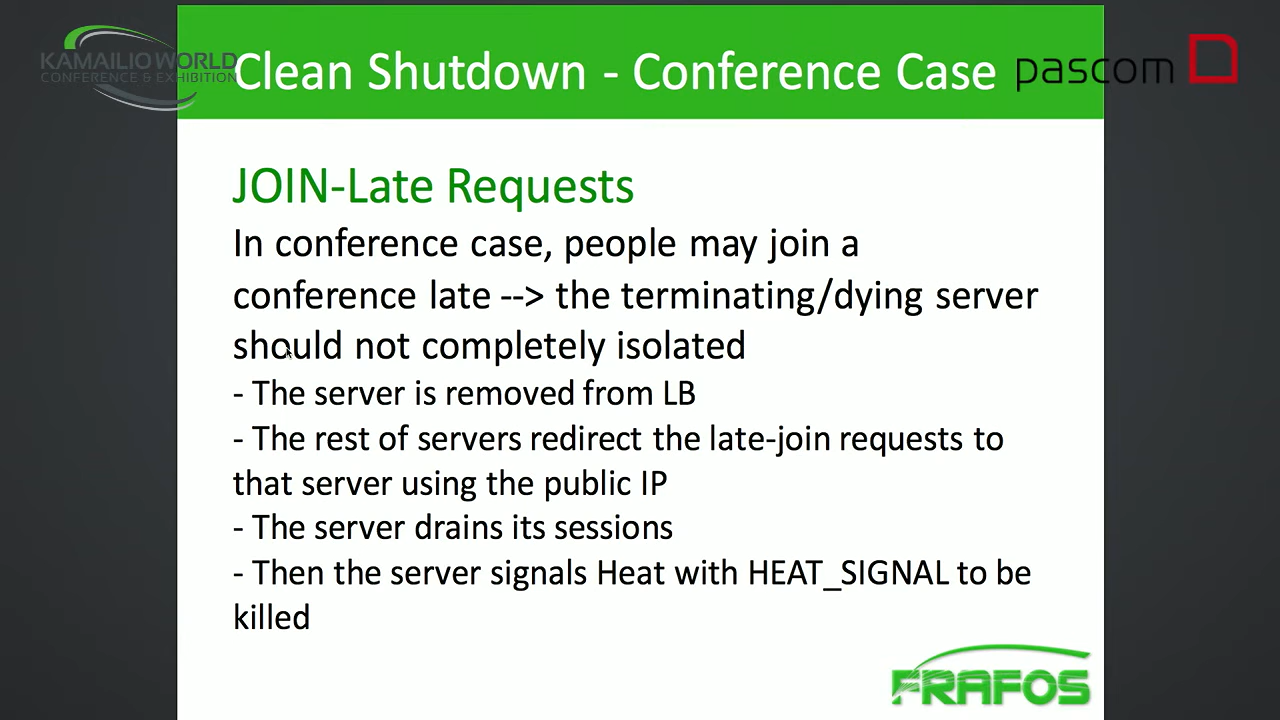 KAMAILIO WORLD
CONFERENCE & EXHIBITION
Clean Shutdown - Conference Case
pascom
JOIN-Late Requests
In conference case, people may join a
conference late --> the terminating/dying server
should not completely isolated
- The server is removed from LB
- The rest of servers redirect the late-join requests to
that server using the public IP
- The server drains its sessions
- Then the server signals Heat with HEAT_SIGNAL to be
killed
FRAFOS